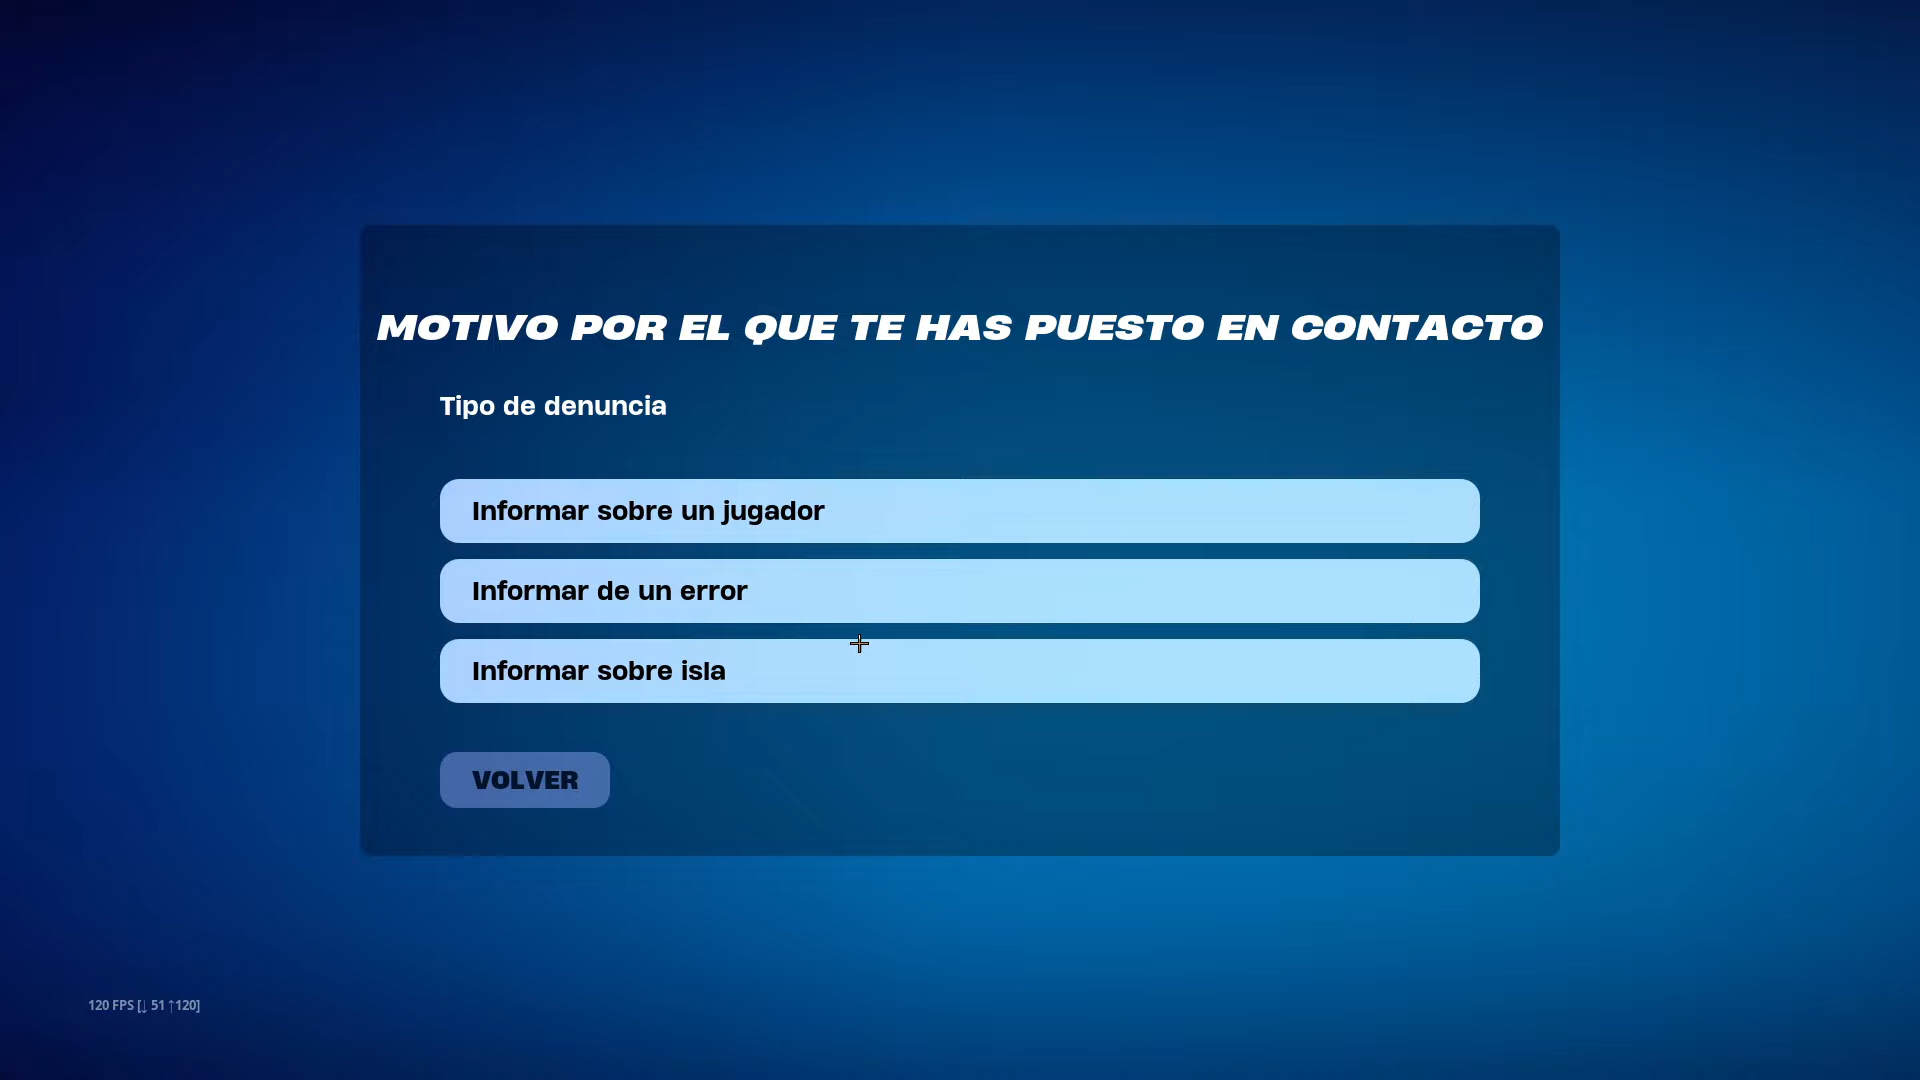 MOTIVO POR EL QUE TE HAS PUESTO EN CONTACTO
Tipo de denuncia
Informar sobre un jugador
Informar de un error
Informar sobre isla
VOLVER
120 FPS [↓ 51 ↑120]